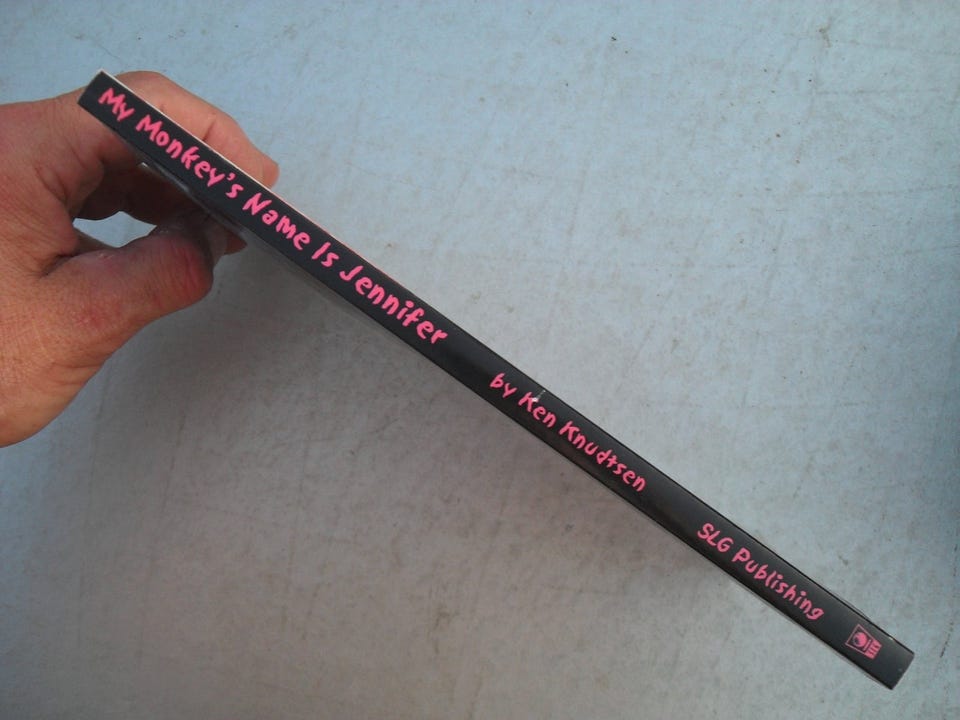 My Monkey's Name Is Jennifer by Ken Knudtsen SLG Publishing